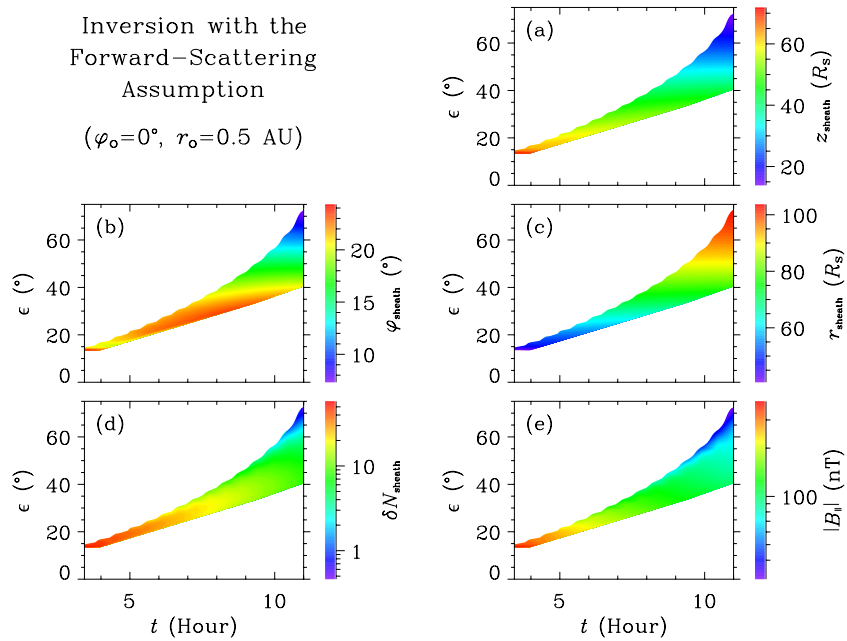 Inversion with the
Forward−Scattering
Assumption
(φo=0°, ro=0.5 AU)
(a)
ϵ (°)
60
40
20
0
60
40
20
zsheath (RS)
(b)
ϵ (°)
60
40
20
0
20
15
10
φsheath (°)
(c)
ϵ (°)
60
40
20
0
100
80
60
rsheath (RS)
(d)
ϵ (°)
60
40
20
0
5
10
t (Hour)
10
1
δNsheath
(e)
ϵ (°)
60
40
20
0
5
10
t (Hour)
100
|B∥| (nT)